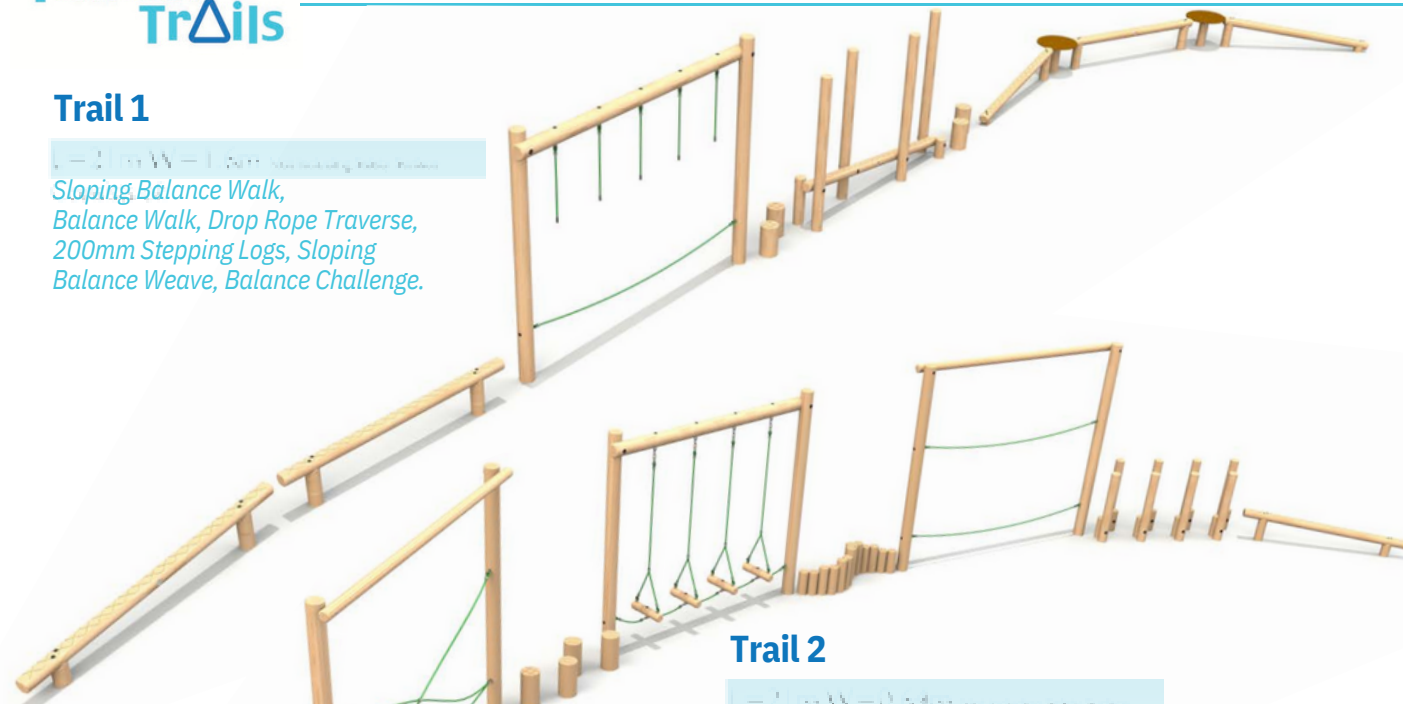 Trails
Trail 1
Sloping Balance Walk,
Balance Walk, Drop Rope Traverse,
200mm Stepping Logs, Sloping
Balance Weave, Balance Challenge.
Trail 2